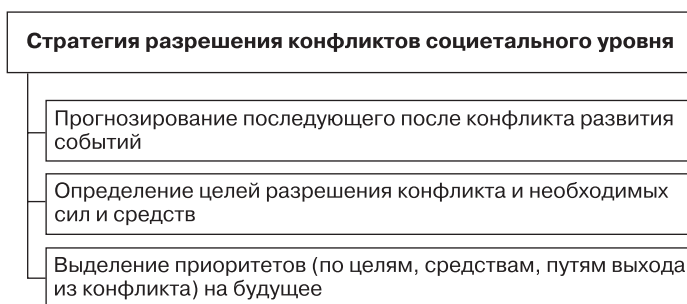 Стратегия разрешения конфликтов социетального уровня
Прогнозирование последующего после конфликта развития
событий
Определение целей разрешения конфликта и необходимых
сил и средств
Выделение приоритетов (по целям, средствам, путям выхода
из конфликта) на будущее